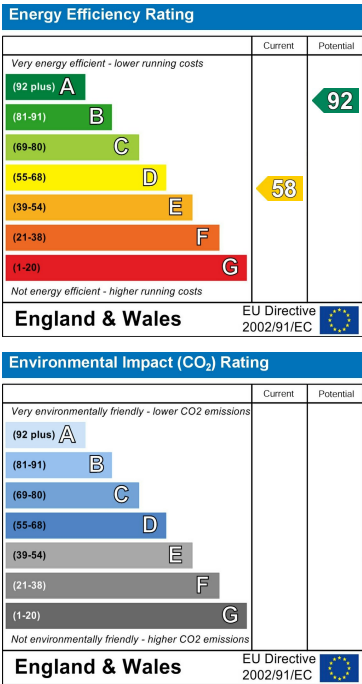 Energy Efficiency Rating
Current Potential
Very energy efficient - lower running costs
(92 plus) A
92
(81-91) B
(69-80) C
(55-68) D
58
(39-54) E
(21-38) F
(1-20) G
Not energy efficient - higher running costs
England & Wales
EU Directive
2002/91/EC
Environmental Impact (CO₂) Rating
Current Potential
Very environmentally friendly - lower CO2 emissions
(92 plus) A
(81-91) B
(69-80) C
(55-68) D
(39-54) E
(21-38) F
(1-20) G
Not environmentally friendly - higher CO2 emissions
England & Wales
EU Directive
2002/91/EC